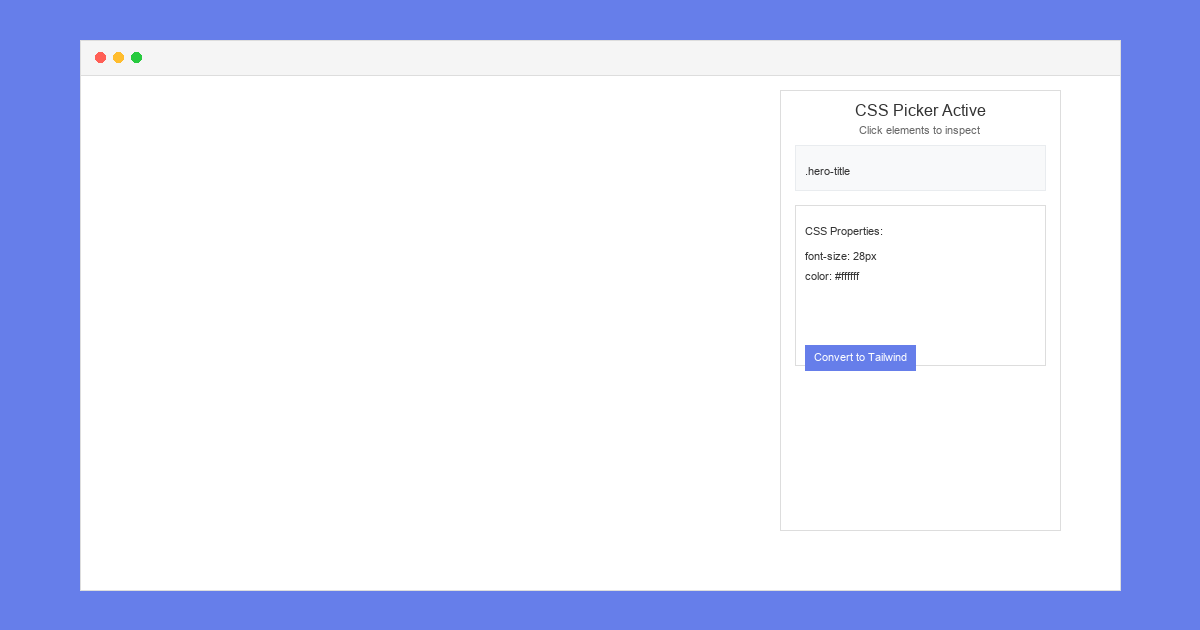 CSS Picker Active
Click elements to inspect
.hero-title
CSS Properties:
font-size: 28px
color: #ffffff
Convert to Tailwind